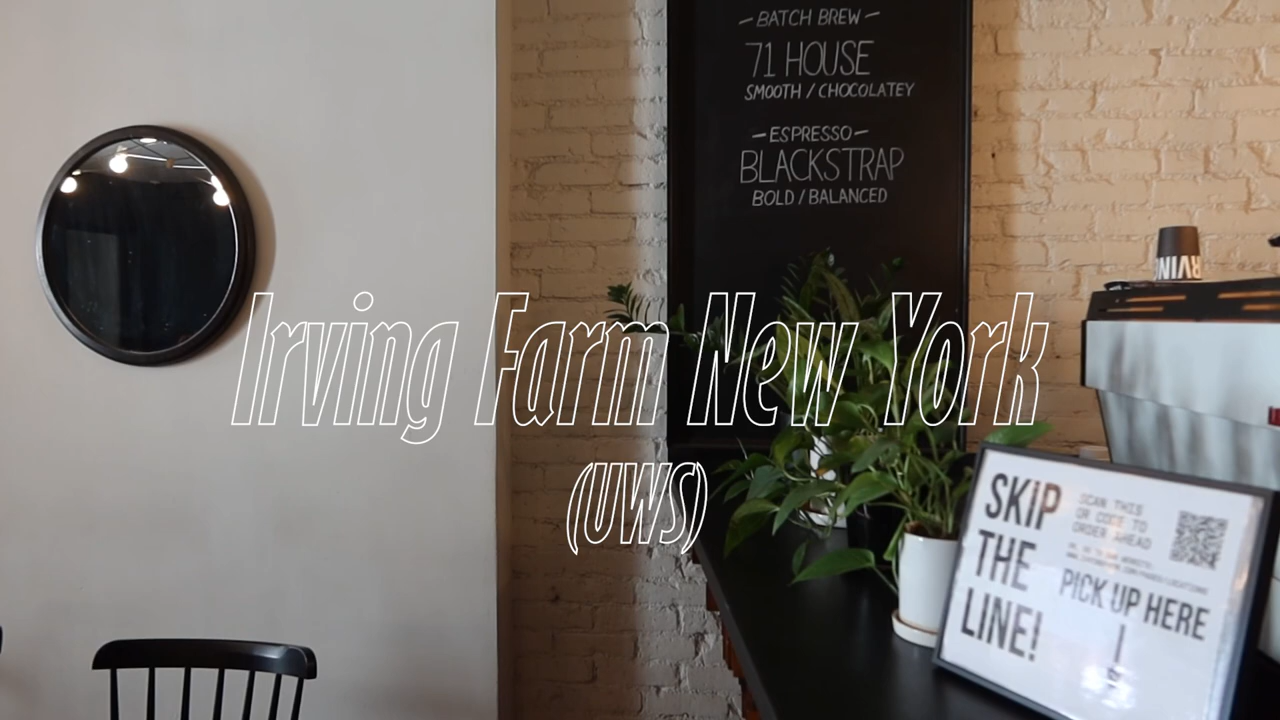 – BATCH BREW –
71 HOUSE
SMOOTH / CHOCOLATEY
– ESPRESSO –
BLACKSTRAP
BOLD / BALANCED
IRVING
Irving Farm New York
(UWS)
SKIP
THE
LINE!
SCAN THIS
QR CODE TO
ORDER AHEAD
PICK UP HERE